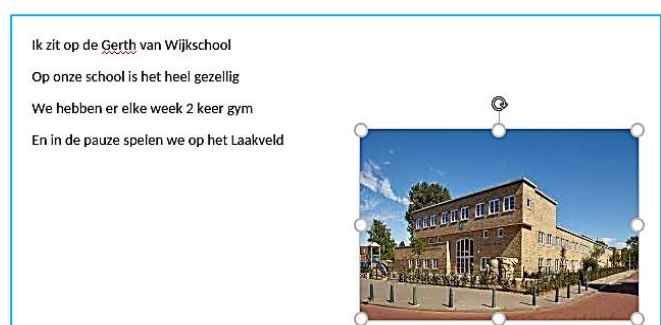 Ik zit op de Gerth van Wijkschool
Op onze school is het heel gezellig
We hebben er elke week 2 keer gym
En in de pauze spelen we op het Laakveld